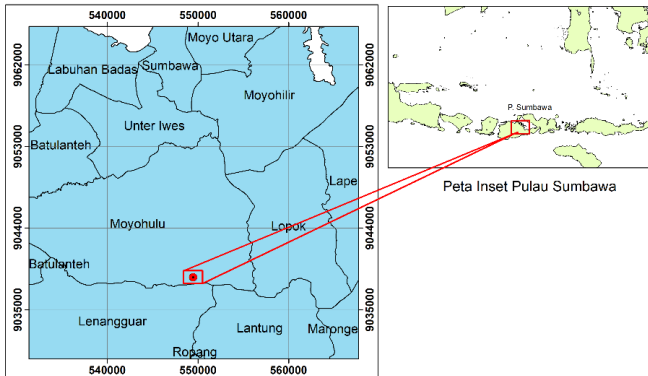 540000 550000 560000
Moyo Utara
9062000
9062000
Labuhan Badas
Sumbawa
Moyohilir
Unter Iwes
9053000
9053000
Batulanteh
Lape
Moyohulu
Lopok
9044000
9044000
Batulanteh
9035000
9035000
Lenangguar
Lantung
Maronge
Ropang
540000 550000 560000
P. Sumbawa
Peta Inset Pulau Sumbawa